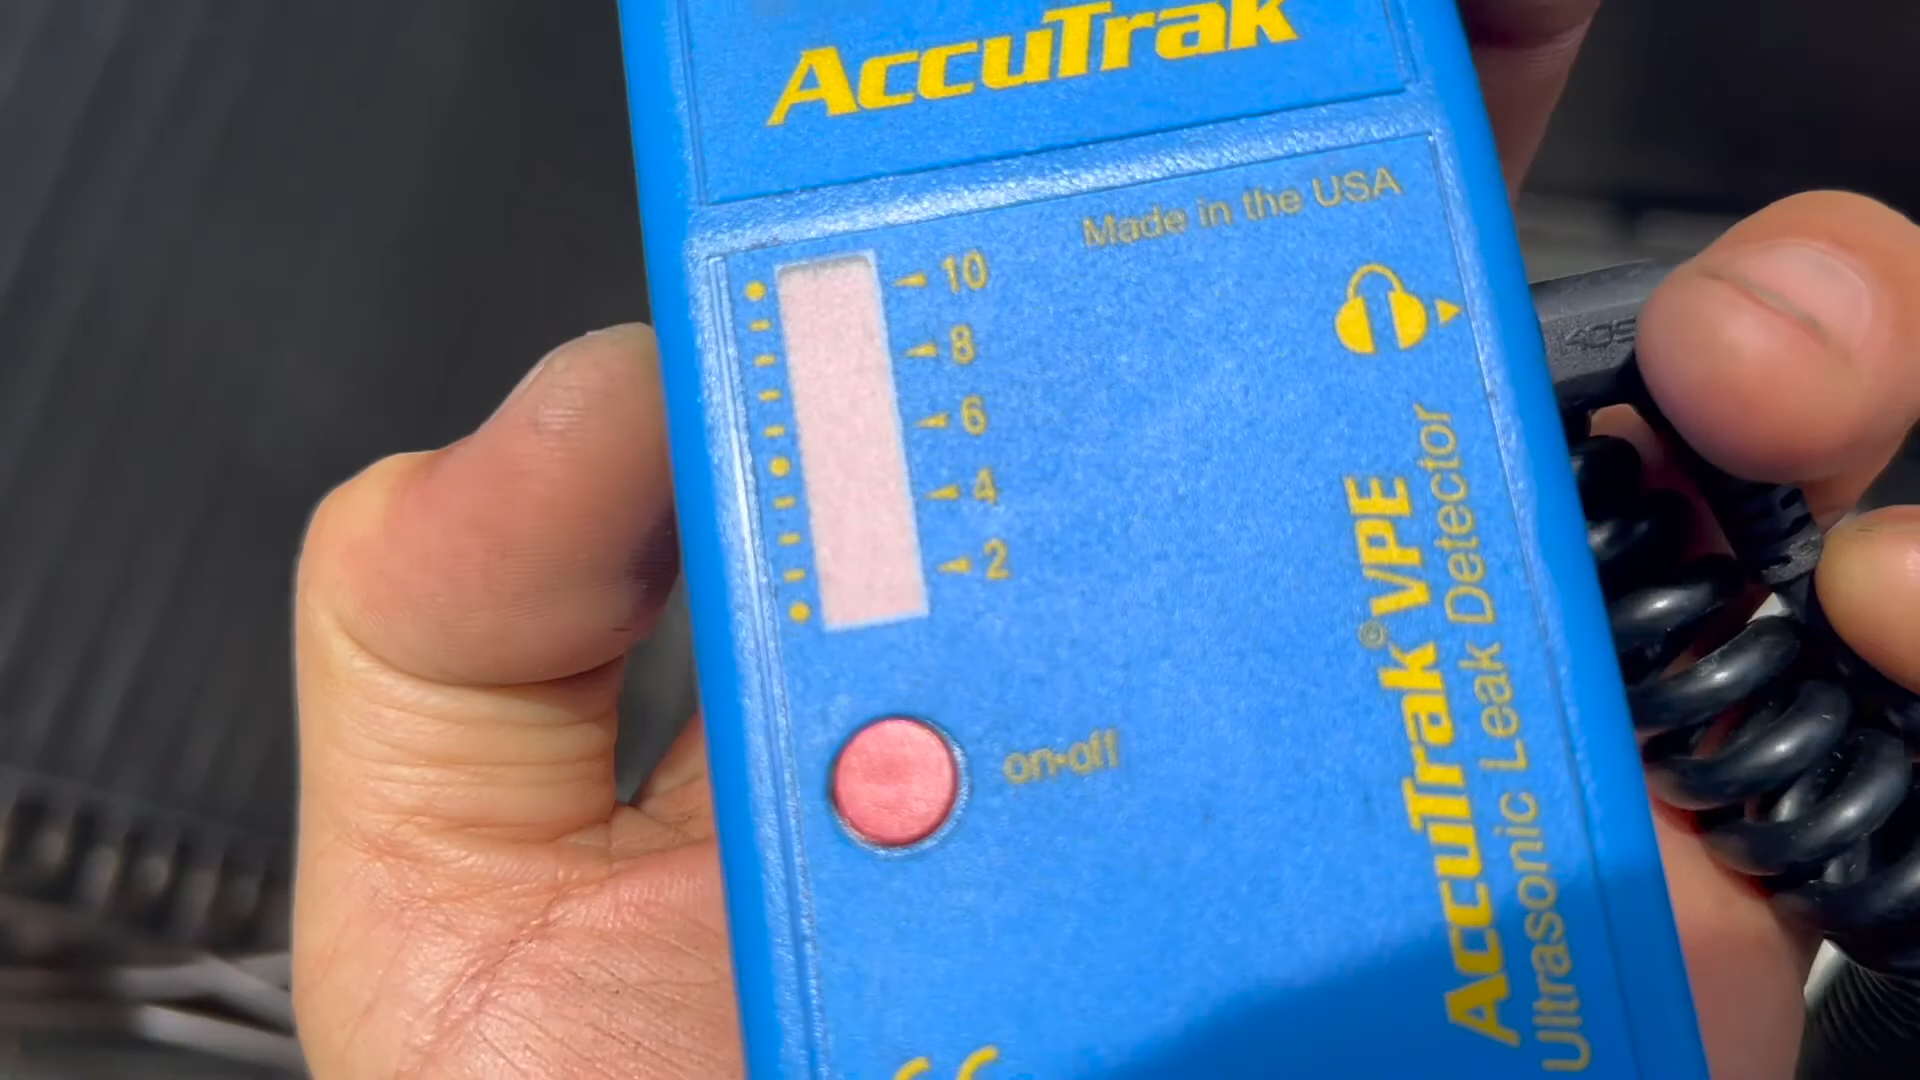 AccuTrak
Made in the USA
10
8
6
4
2
on•off
AccuTrak®VPE
Ultrasonic Leak Detector